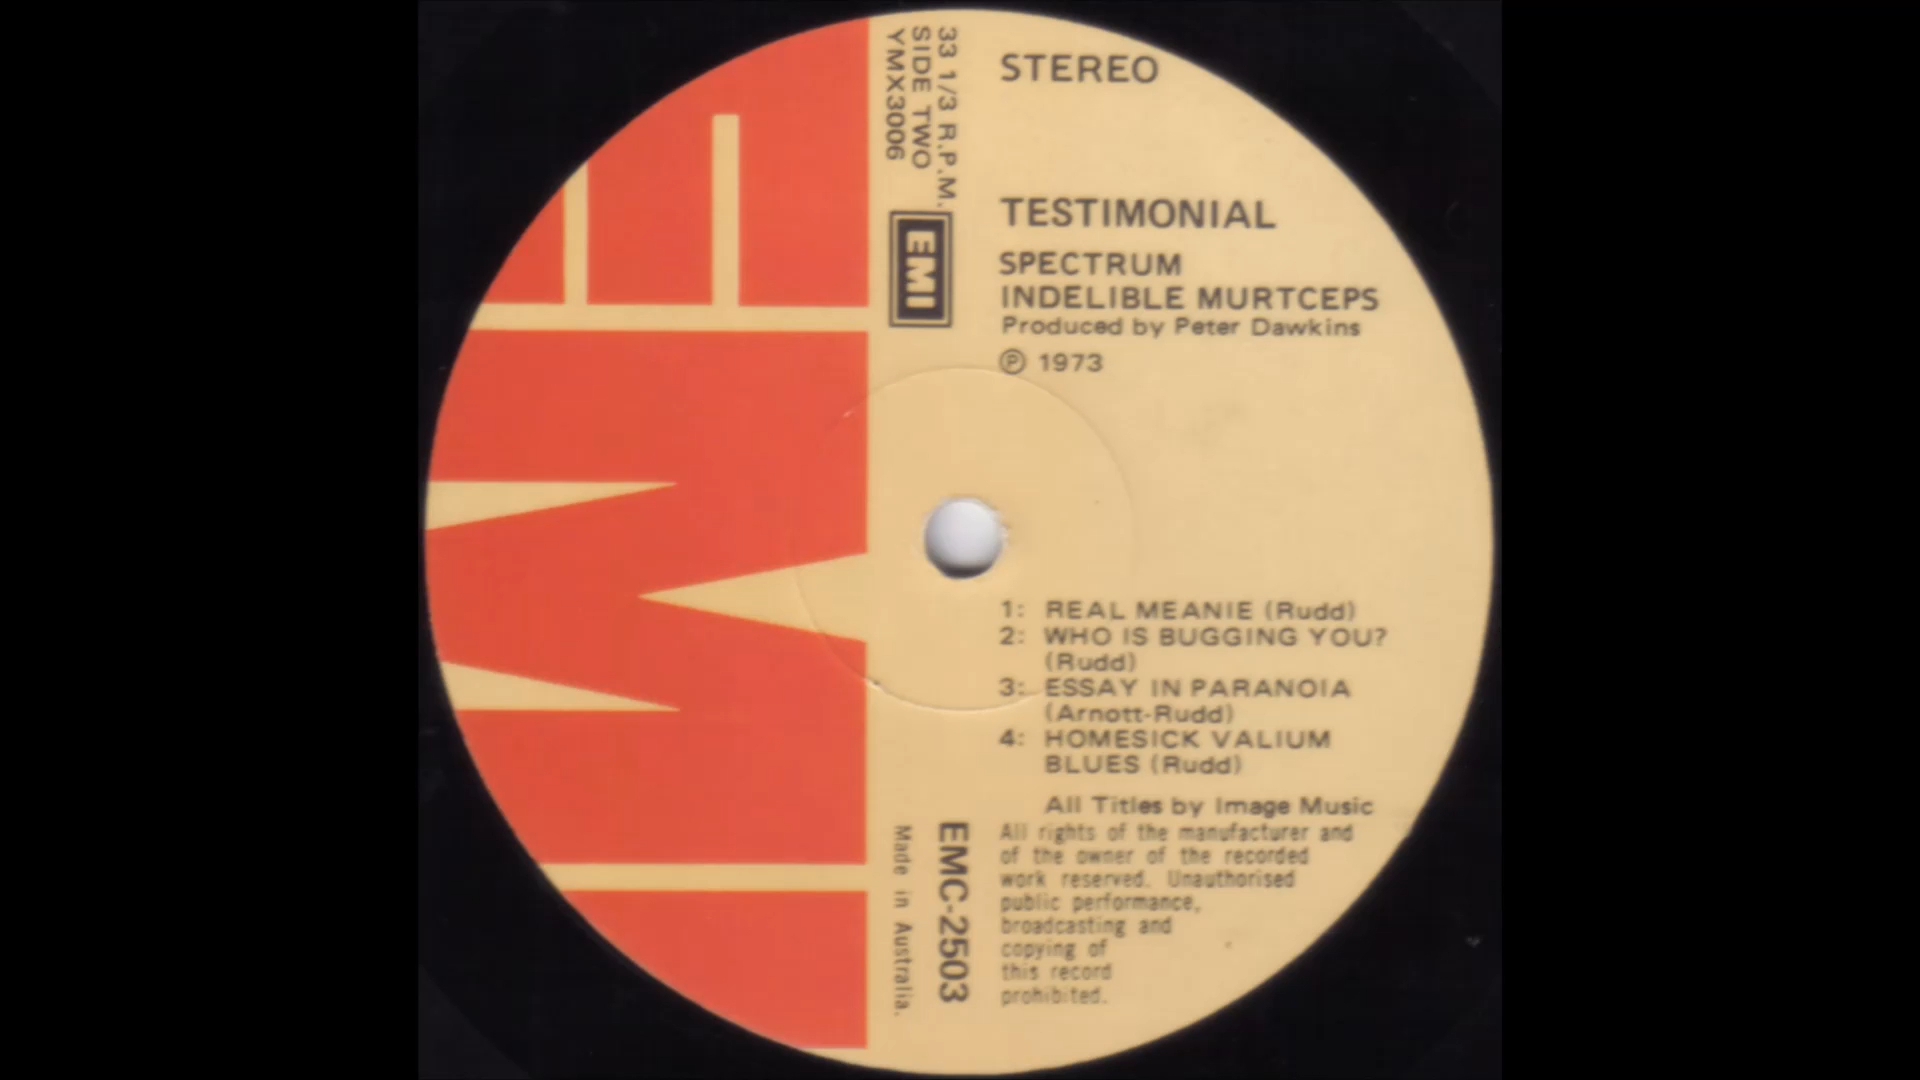 STEREO
33 1/3 R.P.M.
SIDE TWO
YMX3006
EMI
TESTIMONIAL
SPECTRUM
INDELIBLE MURTCEPS
Produced by Peter Dawkins
Ⓟ 1973
1: REAL MEANIE (Rudd)
2: WHO IS BUGGING YOU?
(Rudd)
3: ESSAY IN PARANOIA
(Arnott-Rudd)
4: HOMESICK VALIUM
BLUES (Rudd)
All Titles by Image Music
All rights of the manufacturer and
of the owner of the recorded
work reserved. Unauthorised
public performance,
broadcasting and
copying of
this record
prohibited.
EMC-2503
Made in Australia.